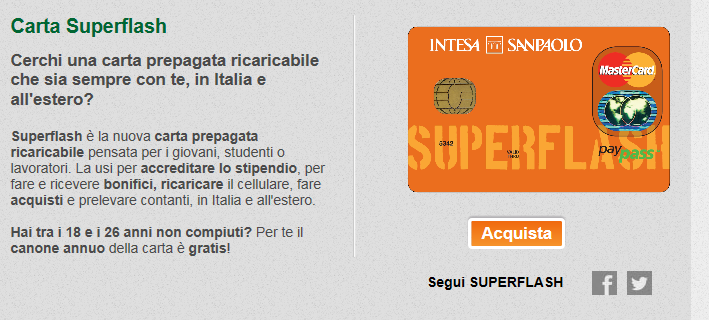 Carta Superflash
Cerchi una carta prepagata ricaricabile
che sia sempre con te, in Italia e
all'estero?
Superflash è la nuova carta prepagata
ricaricabile pensata per i giovani, studenti o
lavoratori. La usi per accreditare lo stipendio, per
fare e ricevere bonifici, ricaricare il cellulare, fare
acquisti e prelevare contanti, in Italia e all'estero.
Hai tra i 18 e i 26 anni non compiuti? Per te il
canone annuo della carta è gratis!
INTESA SANPAOLO
MasterCard
SUPERFLASH
5342
VALID
THRU
paypass
Acquista
Segui SUPERFLASH